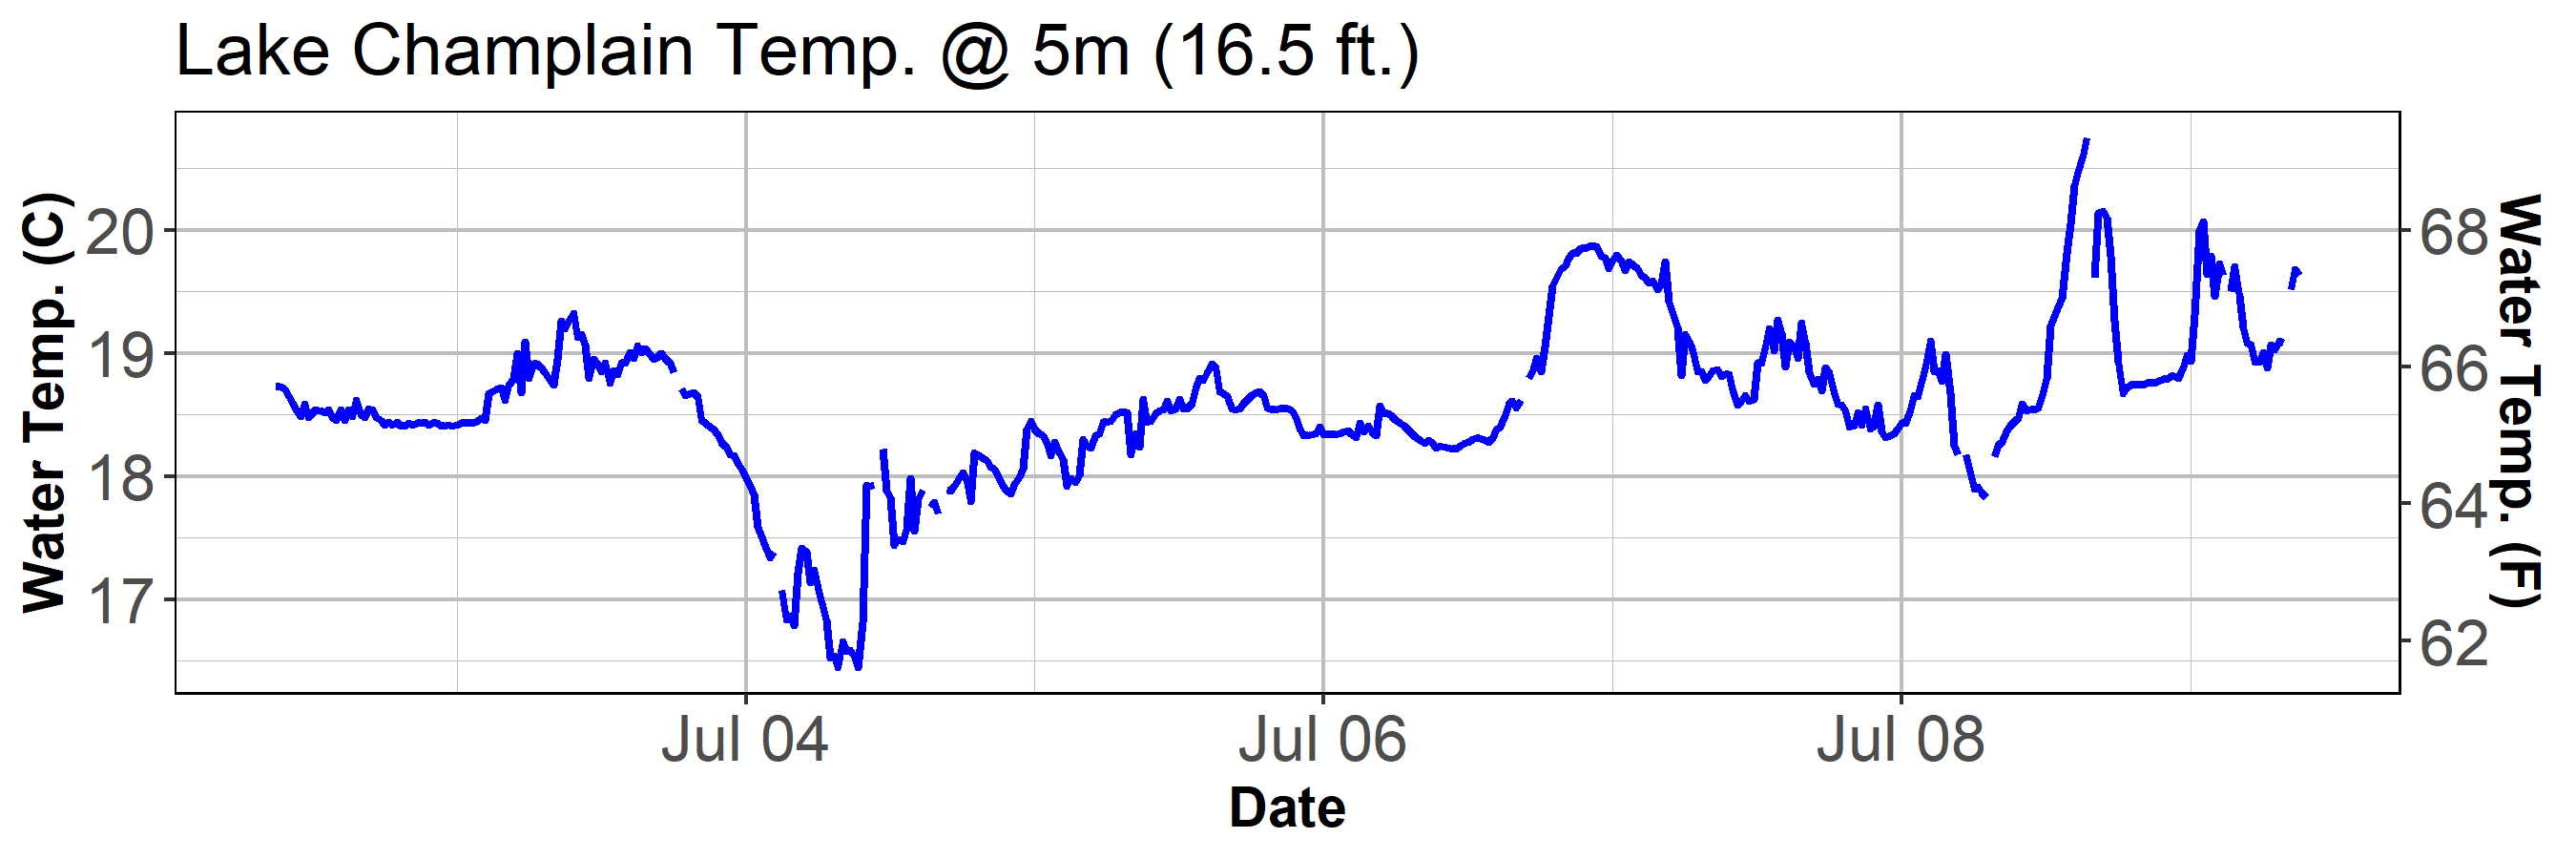 Lake Champlain Temp. @ 5m (16.5 ft.)
Water Temp. (C)
20
19
18
17
68
66
64
62
Water Temp. (F)
Jul 04 Jul 06 Jul 08
Date